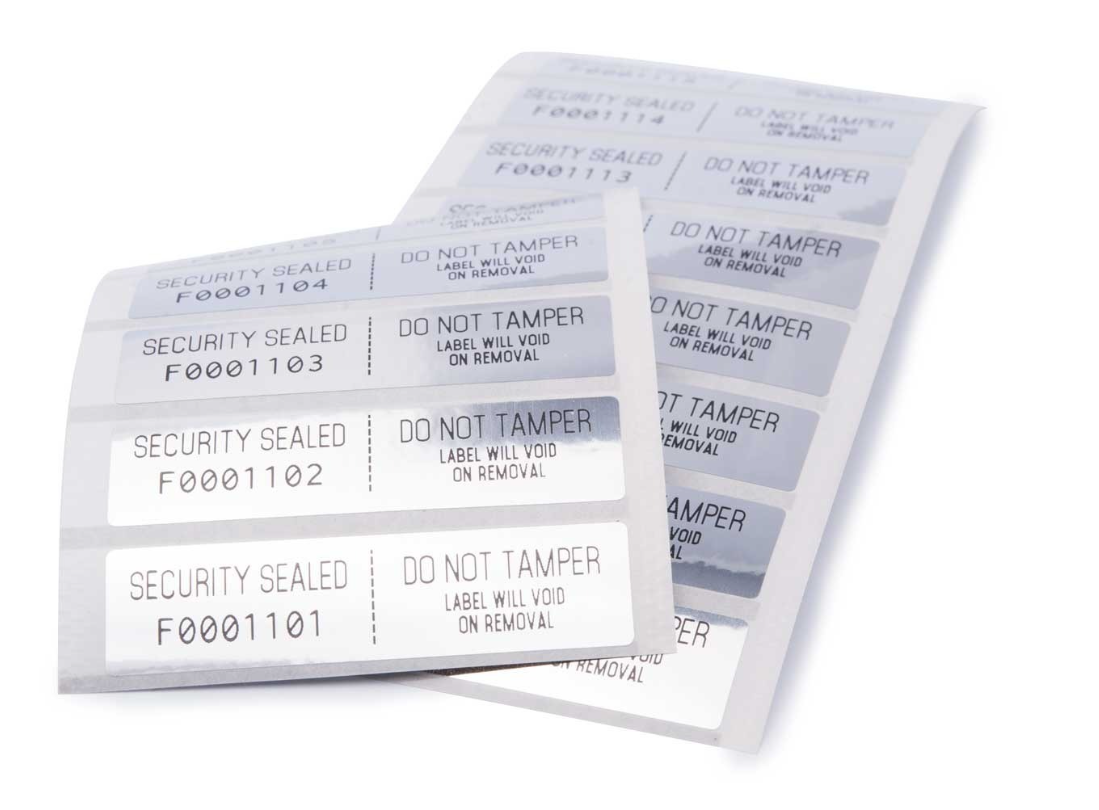 SECURITY SEALED
F0001114
DO NOT TAMPER
LABEL WILL VOID
ON REMOVAL
SECURITY SEALED
F0001113
DO NOT TAMPER
LABEL WILL VOID
ON REMOVAL
DO NOT TAMPER
LABEL WILL VOID
ON REMOVAL
DO NOT TAMPER
LABEL WILL VOID
ON REMOVAL
TAMPER
WILL VOID
TAMPER
ON REMOVAL
SECURITY SEALED
F0001104
DO NOT TAMPER
LABEL WILL VOID
ON REMOVAL
SECURITY SEALED
F0001103
DO NOT TAMPER
LABEL WILL VOID
ON REMOVAL
SECURITY SEALED
F0001102
DO NOT TAMPER
LABEL WILL VOID
ON REMOVAL
SECURITY SEALED
F0001101
DO NOT TAMPER
LABEL WILL VOID
ON REMOVAL